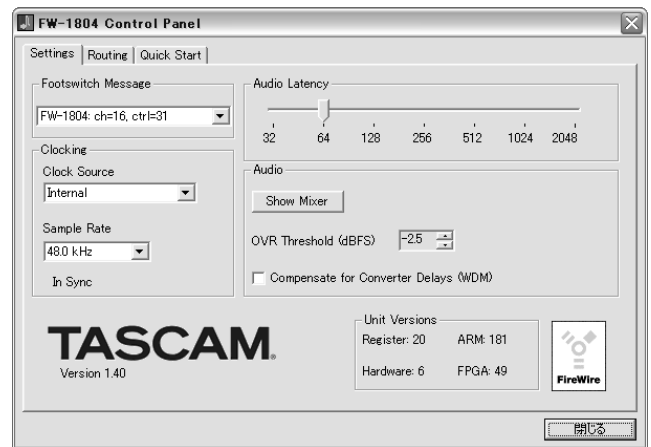 FW-1804 Control Panel
Settings Routing Quick Start
Footswitch Message
FW-1804: ch=16, ctrl=31
Clocking
Clock Source
Internal
Sample Rate
48.0 kHz
In Sync
Audio Latency
32 64 128 256 512 1024 2048
Audio
Show Mixer
OVR Threshold (dBFS) -2.5
Compensate for Converter Delays (WDM)
TASCAM.
Version 1.40
Unit Versions
Register: 20 ARM: 181
Hardware: 6 FPGA: 49
FireWire
閉じる